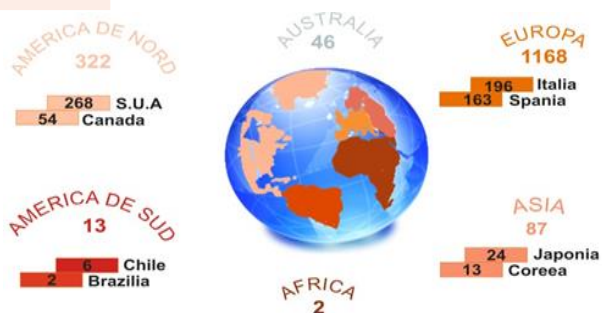 AMERICA DE NORD
322
268 S.U.A
54 Canada
AUSTRALIA
46
EUROPA
1168
196 Italia
163 Spania
AMERICA DE SUD
13
6 Chile
2 Brazilia
AFRICA
2
ASIA
87
24 Japonia
13 Coreea